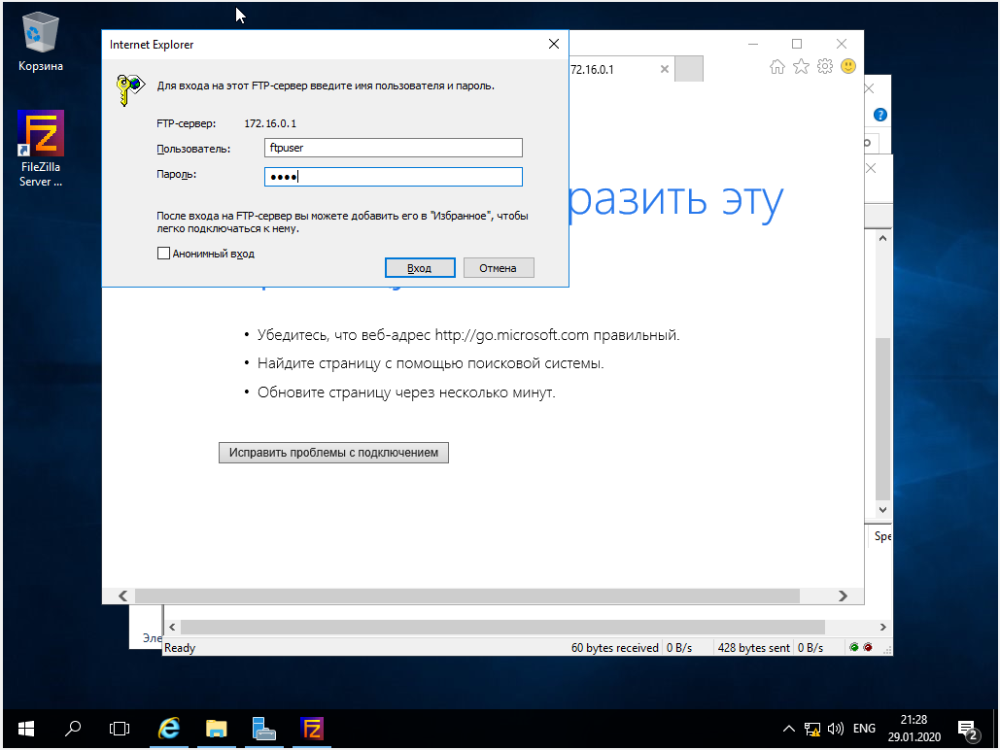 Корзина
FileZilla
Server ...
Internet Explorer
Для входа на этот FTP-сервер введите имя пользователя и пароль.
FTP-сервер: 172.16.0.1
Пользователь: ftpuser
Пароль: ••••
После входа на FTP-сервер вы можете добавить его в "Избранное", чтобы
легко подключаться к нему.
Анонимный вход
Вход Отмена
72.16.0.1
разить эту
• Убедитесь, что веб-адрес http://go.microsoft.com правильный.
• Найдите страницу с помощью поисковой системы.
• Обновите страницу через несколько минут.
Исправить проблемы с подключением
Spe
Эле
Ready 60 bytes received 0 B/s 428 bytes sent 0 B/s
ENG
21:28
29.01.2020
2